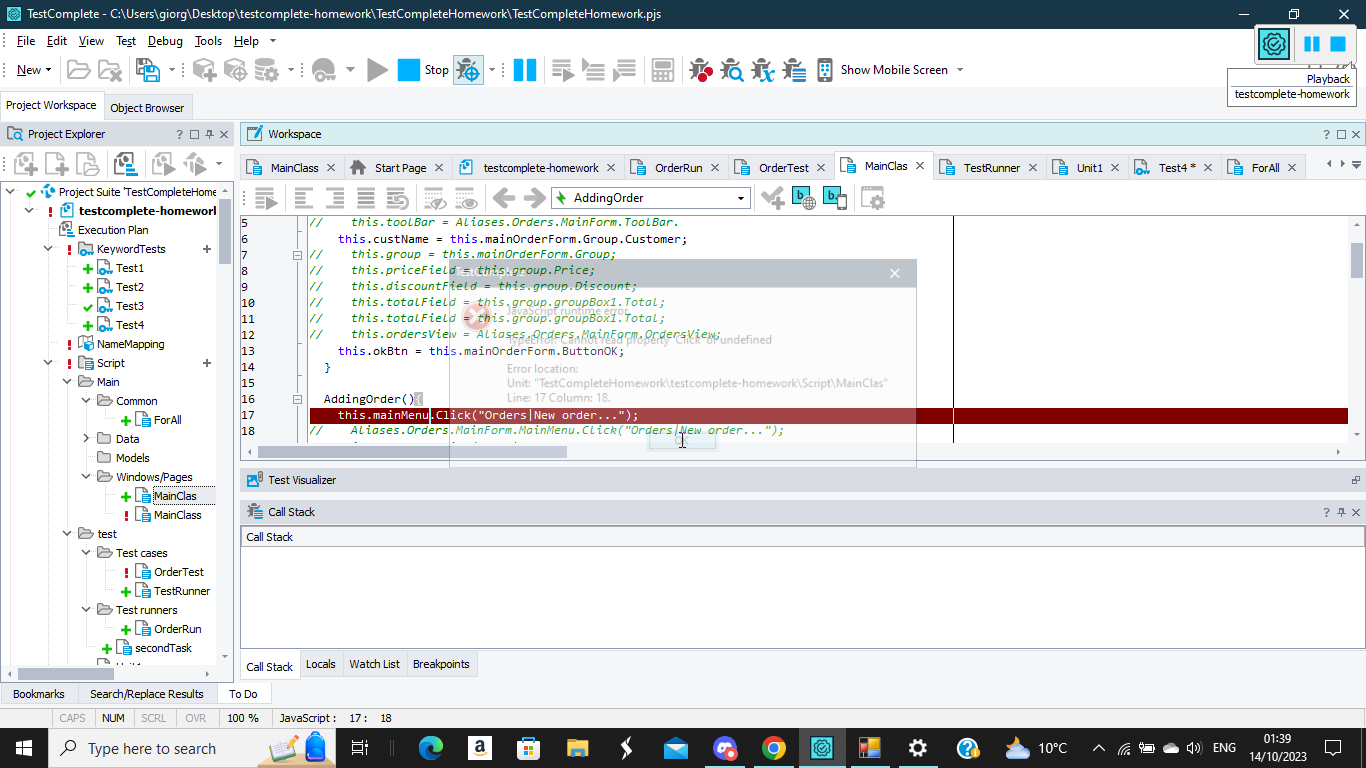 TestComplete - C:\Users\giorg\Desktop\testcomplete-homework\TestCompleteHomework\TestCompleteHomework.pjs
File Edit View Test Debug Tools Help
New Stop Show Mobile Screen
Playback
testcomplete-homework
Project Workspace Object Browser
Project Explorer
Workspace
MainClass Start Page testcomplete-homework OrderRun OrderTest MainClas TestRunner Unit1 Test4 * ForAll
AddingOrder
Project Suite 'TestCompleteHome
testcomplete-homework
Execution Plan
KeywordTests
Test1
Test2
Test3
Test4
NameMapping
Script
Main
Common
ForAll
Data
Models
Windows/Pages
MainClas
MainClass
test
Test cases
OrderTest
TestRunner
Test runners
OrderRun
secondTask
Unit1
5 // this.toolBar = Aliases.Orders.MainForm.ToolBar.
6 this.custName = this.mainOrderForm.Group.Customer;
7 // this.group = this.mainOrderForm.Group;
8 // this.priceField = this.group.Price;
9 // this.discountField = this.group.Discount;
10 // this.totalField = this.group.groupBox1.Total;
11 // this.totalField = this.group.groupBox1.Total;
12 // this.ordersView = Aliases.Orders.MainForm.OrdersView;
13 this.okBtn = this.mainOrderForm.ButtonOK;
14 }
15
16 AddingOrder(){
17 this.mainMenu.Click("Orders|New order...");
18 // Aliases.Orders.MainForm.MainMenu.Click("Orders|New order...");
TestComplete
JavaScript runtime error.
TypeError: Cannot read property 'Click' of undefined
Error location:
Unit: "TestCompleteHomework\testcomplete-homework\Script\MainClas"
Line: 17 Column: 18.
OK
Test Visualizer
Call Stack
Call Stack
Call Stack Locals Watch List Breakpoints
Bookmarks Search/Replace Results To Do
CAPS NUM SCRL OVR 100 % JavaScript : 17 : 18
Type here to search
10°C ENG
01:39
14/10/2023